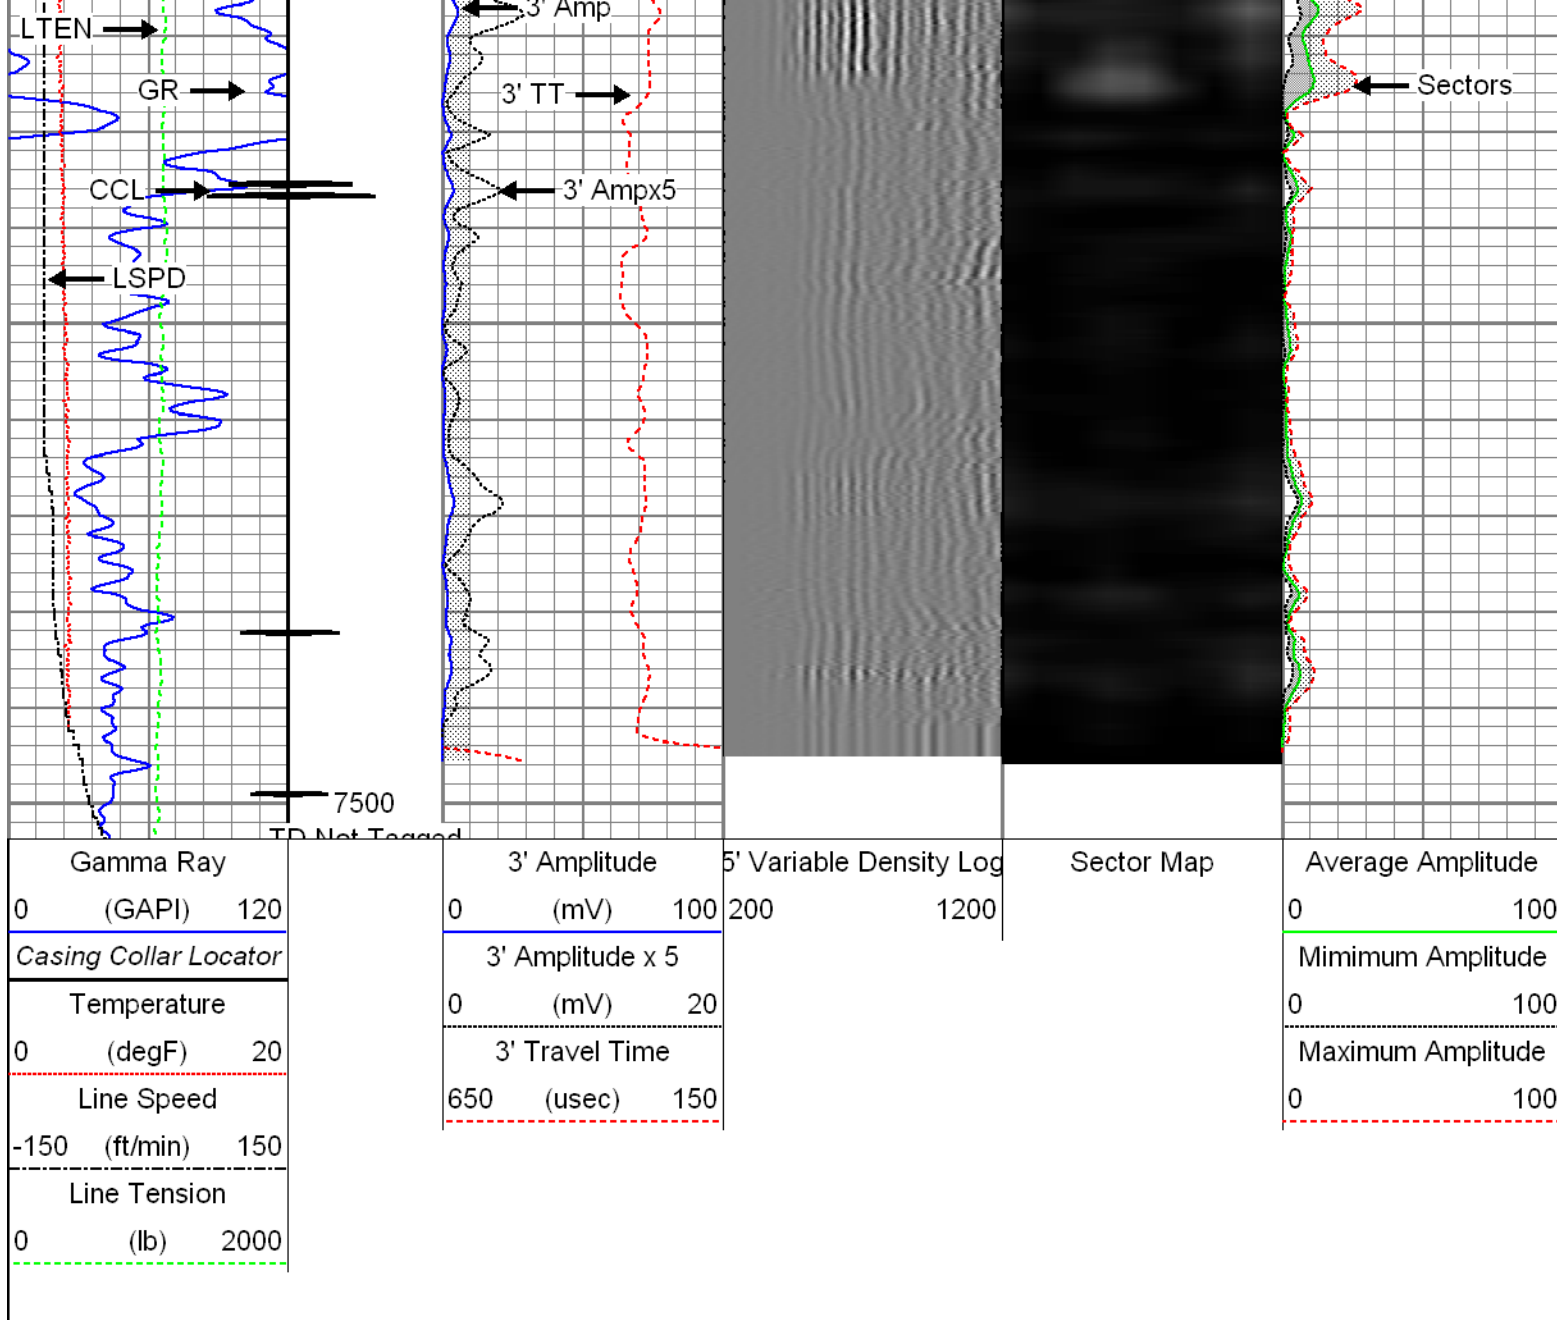 3' Amp
LTEN
Sectors
GR
3' TT
CCL
3' Ampx5
LSPD
7500
TD Not Tagged
Gamma Ray
0 (GAPI) 120
Casing Collar Locator
Temperature
0 (degF) 20
Line Speed
-150 (ft/min) 150
Line Tension
0 (lb) 2000
3' Amplitude
0 (mV) 100
3' Amplitude x 5
0 (mV) 20
3' Travel Time
650 (usec) 150
5' Variable Density Log
200 1200
Sector Map
Average Amplitude
0 100
Mimimum Amplitude
0 100
Maximum Amplitude
0 100